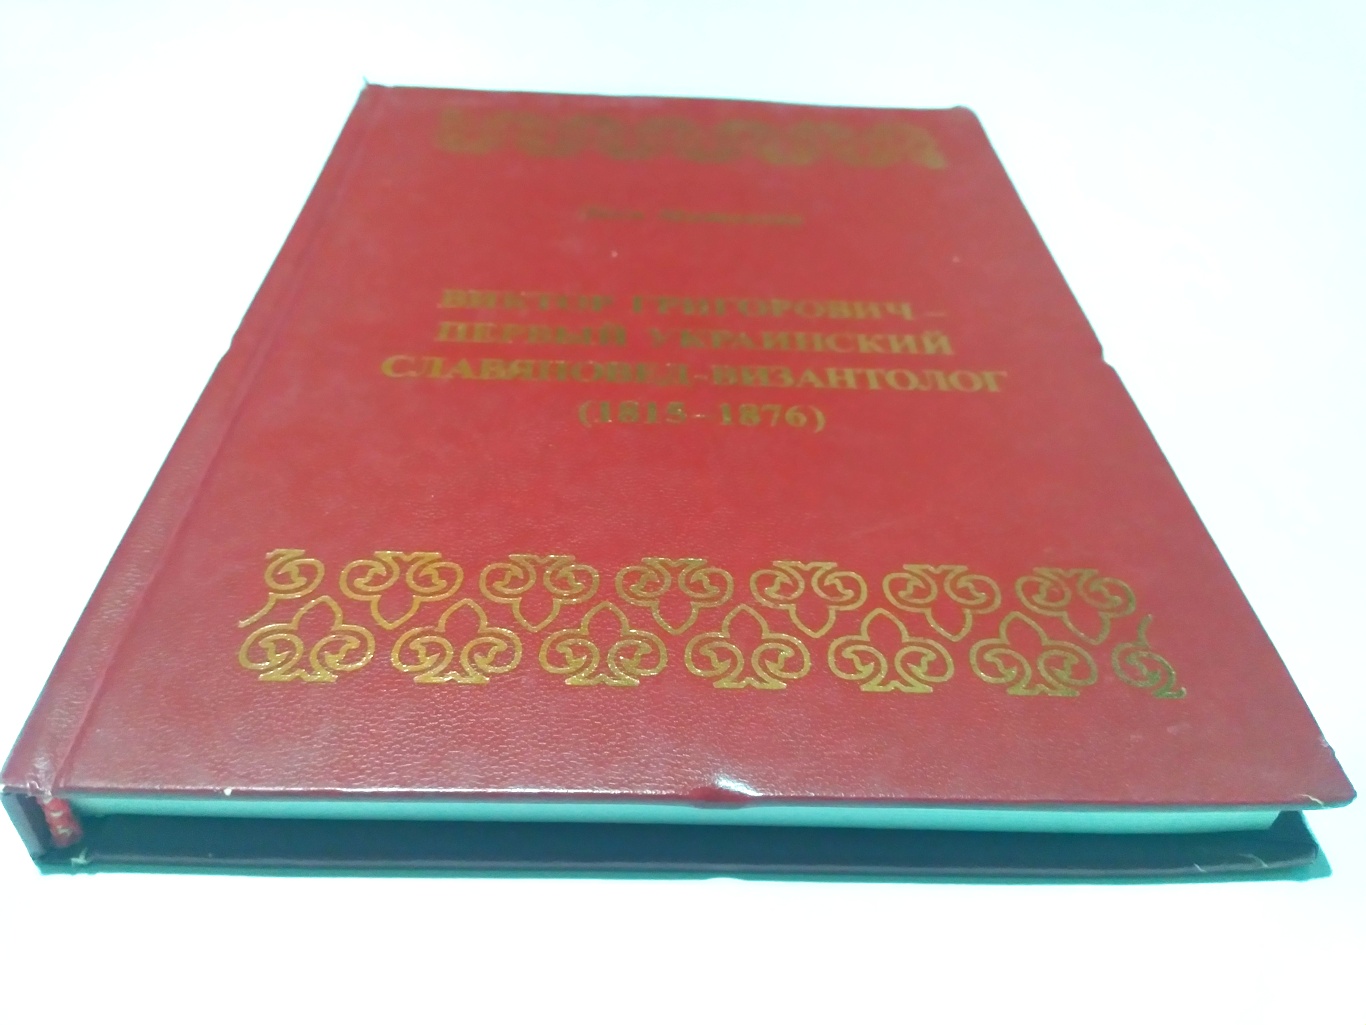 ВИКТОР ГРИГОРОВИЧ –
ПЕРВЫЙ УКРАИНСКИЙ
СЛАВЯНОВЕД-ВИЗАНТОЛОГ
(1815–1876)